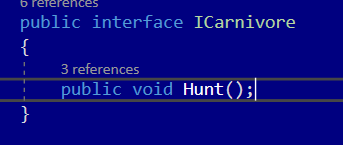 6 references
public interface ICarnivore
{
3 references
public void Hunt();
}